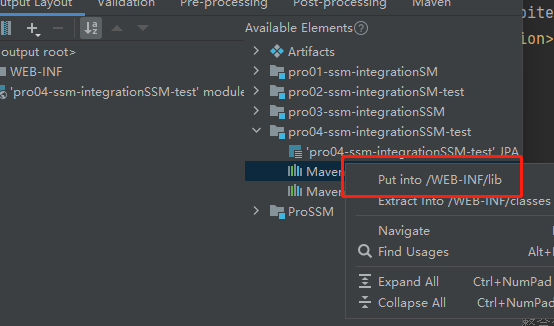 Output Layout Validation Pre-processing Post-processing Maven
Available Elements
output root>
Artifacts
WEB-INF
pro01-ssm-integrationSM
'pro04-ssm-integrationSSM-test' module
pro02-ssm-integrationSM-test
pro03-ssm-integrationSSM
pro04-ssm-integrationSSM-test
'pro04-ssm-integrationSSM-test' JPA
Maven
Maven
ProSSM
Put into /WEB-INF/lib
Extract Into /WEB-INF/classes
Navigate
Find Usages Alt+
Expand All Ctrl+NumPad
Collapse All Ctrl+NumPad